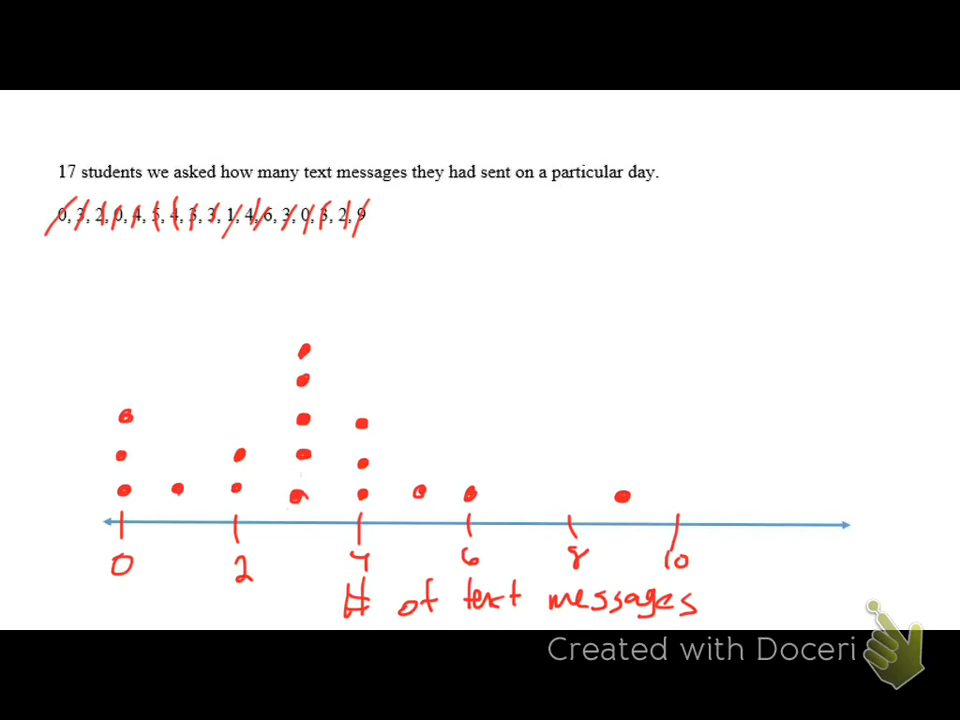 17 students we asked how many text messages they had sent on a particular day.
0, 3, 2, 0, 4, 5, 4, 3, 3, 1, 4, 6, 3, 0, 3, 2, 9
0 2 4 6 8 10
# of text messages
Created with Doceri